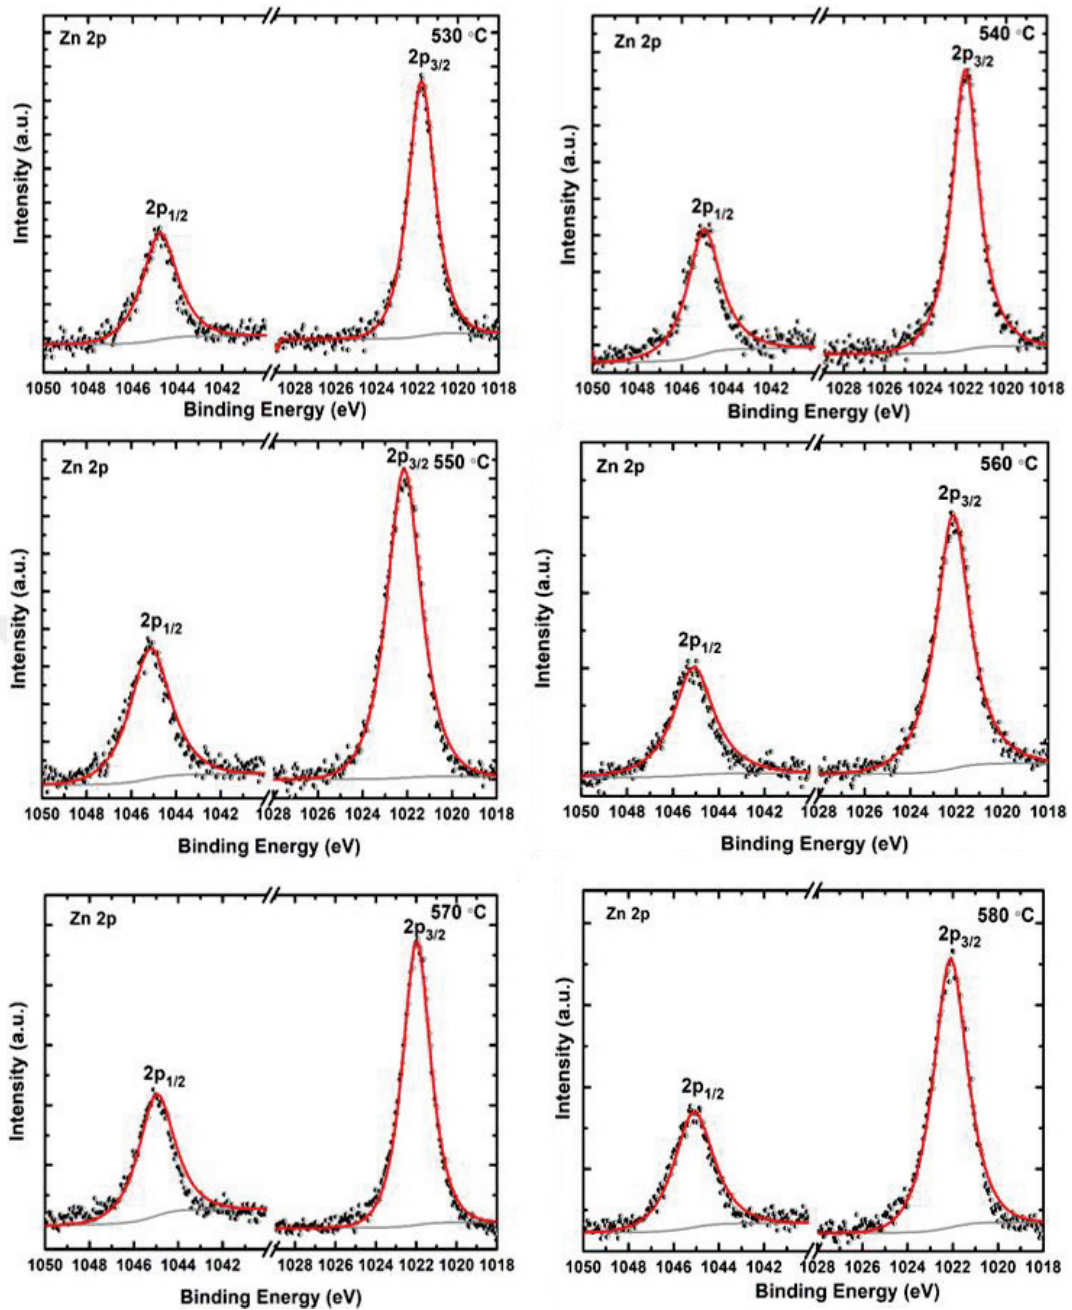 Zn 2p 530 °C
2p3/2
2p1/2
Intensity (a.u.)
1050 1048 1046 1044 1042 1028 1026 1024 1022 1020 1018
Binding Energy (eV)
Zn 2p 540 °C
2p3/2
2p1/2
Intensity (a.u.)
1050 1048 1046 1044 1042 1028 1026 1024 1022 1020 1018
Binding Energy (eV)
Zn 2p 2p3/2 550 °C
2p1/2
Intensity (a.u.)
1050 1048 1046 1044 1042 1028 1026 1024 1022 1020 1018
Binding Energy (eV)
Zn 2p 560 °C
2p3/2
2p1/2
Intensity (a.u.)
1050 1048 1046 1044 1042 1028 1026 1024 1022 1020 1018
Binding Energy (eV)
Zn 2p 570 °C
2p3/2
2p1/2
Intensity (a.u.)
1050 1048 1046 1044 1042 1028 1026 1024 1022 1020 1018
Binding Energy (eV)
Zn 2p 580 °C
2p3/2
2p1/2
Intensity (a.u.)
1050 1048 1046 1044 1042 1028 1026 1024 1022 1020 1018
Binding Energy (eV)